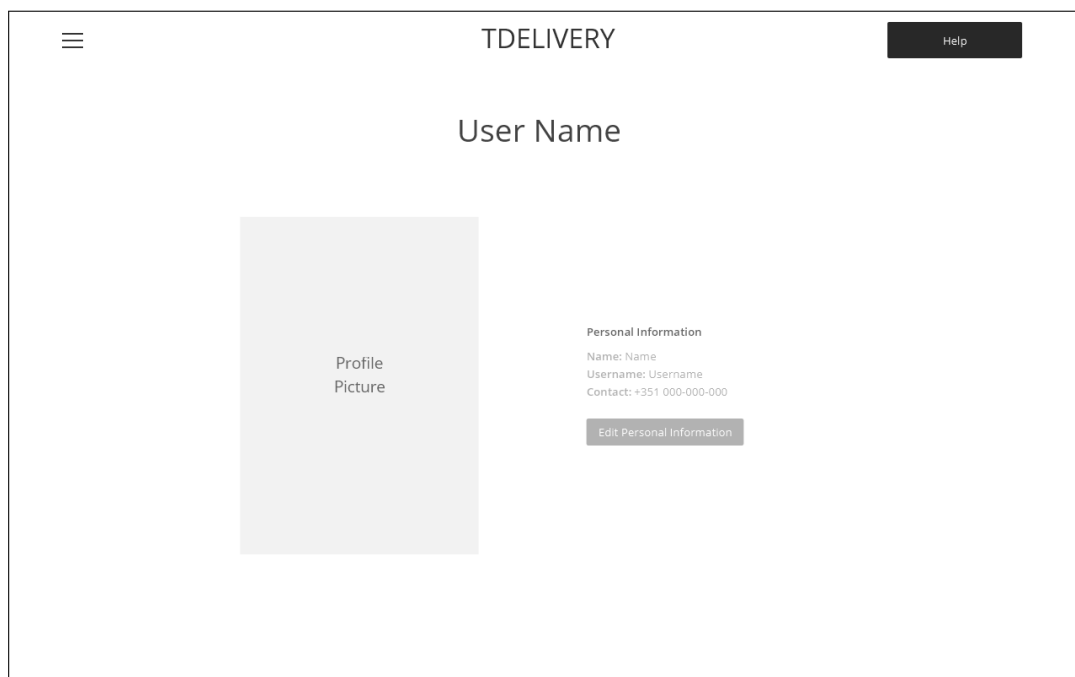 TDELIVERY
Help
User Name
Profile
Picture
Personal Information
Name: Name
Username: Username
Contact: +351 000-000-000
Edit Personal Information